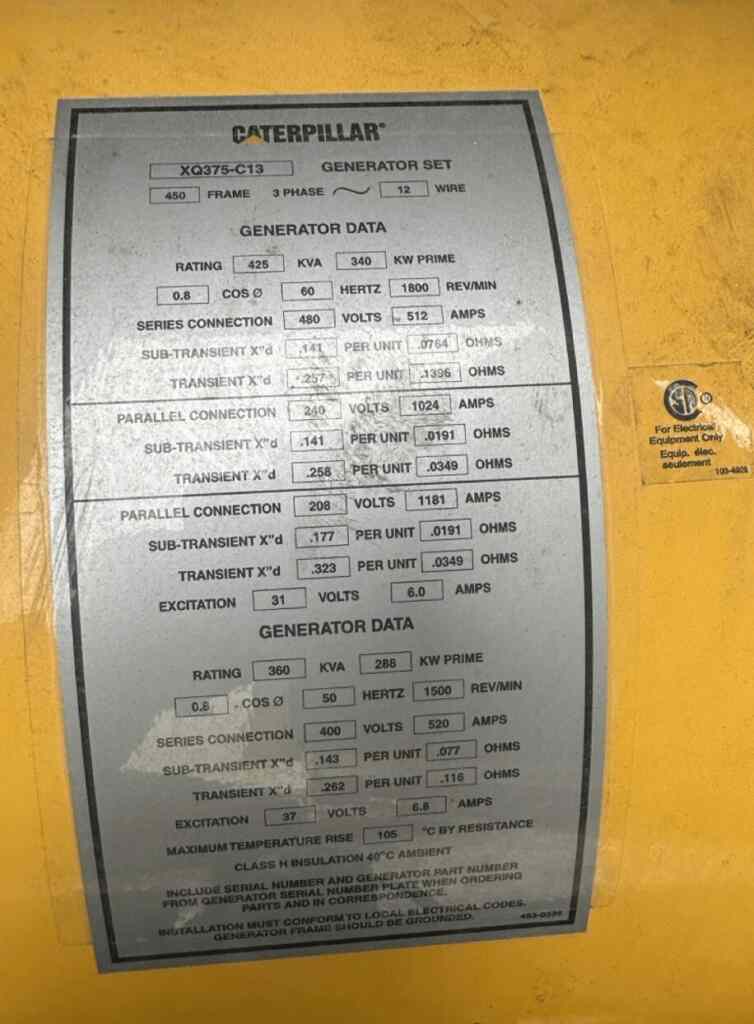 CATERPILLAR®
XQ375-C13 GENERATOR SET
450 FRAME 3 PHASE ~ 12 WIRE
GENERATOR DATA
RATING 425 KVA 340 KW PRIME
0.8 COS Ø 60 HERTZ 1800 REV/MIN
SERIES CONNECTION 480 VOLTS 512 AMPS
SUB-TRANSIENT X"d .141 PER UNIT .0764 OHMS
TRANSIENT X"d .257 PER UNIT .1396 OHMS
PARALLEL CONNECTION 240 VOLTS 1024 AMPS
SUB-TRANSIENT X"d .141 PER UNIT .0191 OHMS
TRANSIENT X"d .258 PER UNIT .0349 OHMS
PARALLEL CONNECTION 208 VOLTS 1181 AMPS
SUB-TRANSIENT X"d .177 PER UNIT .0191 OHMS
TRANSIENT X"d .323 PER UNIT .0349 OHMS
EXCITATION 31 VOLTS 6.0 AMPS
GENERATOR DATA
RATING 360 KVA 288 KW PRIME
0.8 COS Ø 50 HERTZ 1500 REV/MIN
SERIES CONNECTION 400 VOLTS 520 AMPS
SUB-TRANSIENT X"d .143 PER UNIT .077 OHMS
TRANSIENT X"d .262 PER UNIT .116 OHMS
EXCITATION 37 VOLTS 6.8 AMPS
MAXIMUM TEMPERATURE RISE 105 °C BY RESISTANCE
CLASS H INSULATION 40°C AMBIENT
INCLUDE SERIAL NUMBER AND GENERATOR PART NUMBER
FROM GENERATOR SERIAL NUMBER PLATE WHEN ORDERING
PARTS AND IN CORRESPONDENCE.
INSTALLATION MUST CONFORM TO LOCAL ELECTRICAL CODES.
GENERATOR FRAME SHOULD BE GROUNDED.
For Electrical
Equipment Only
Equip. élec.
seulement